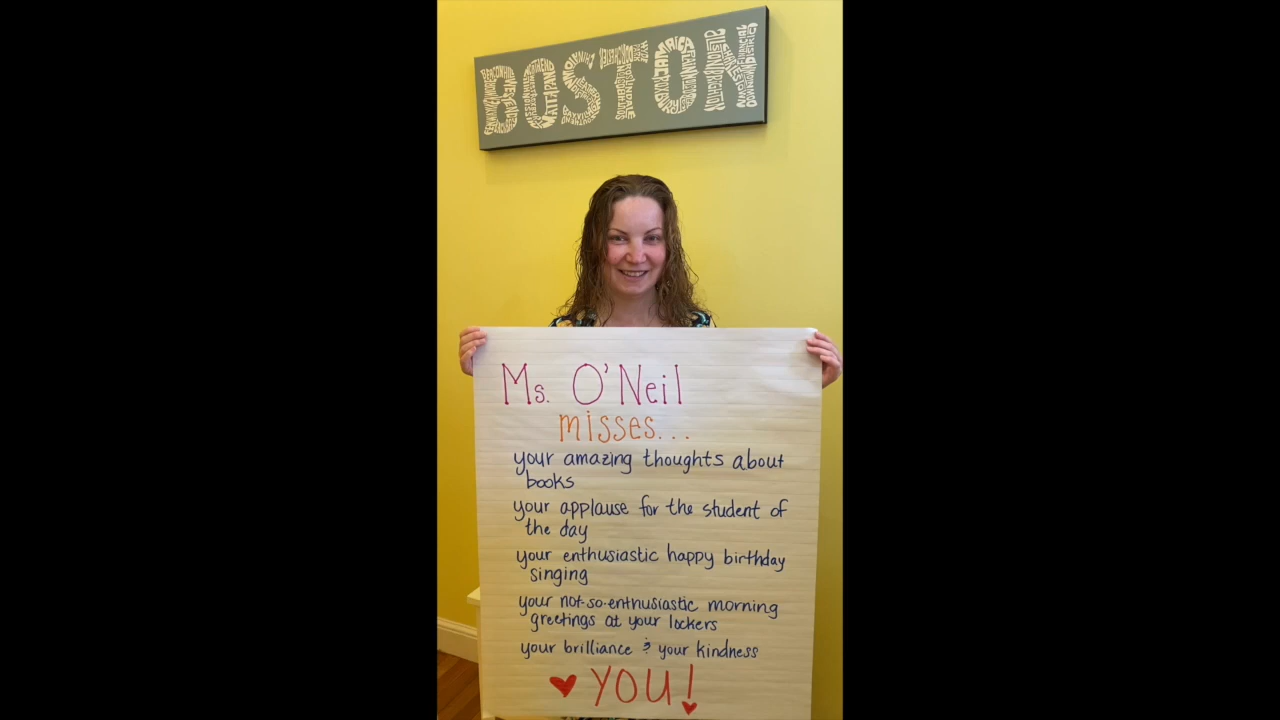 BOSTON
Ms. O'Neil
misses...
your amazing thoughts about
books
your applause for the student of
the day
your enthusiastic happy birthday
singing
your not-so-enthusiastic morning
greetings at your lockers
your brilliance & your kindness
YOU!